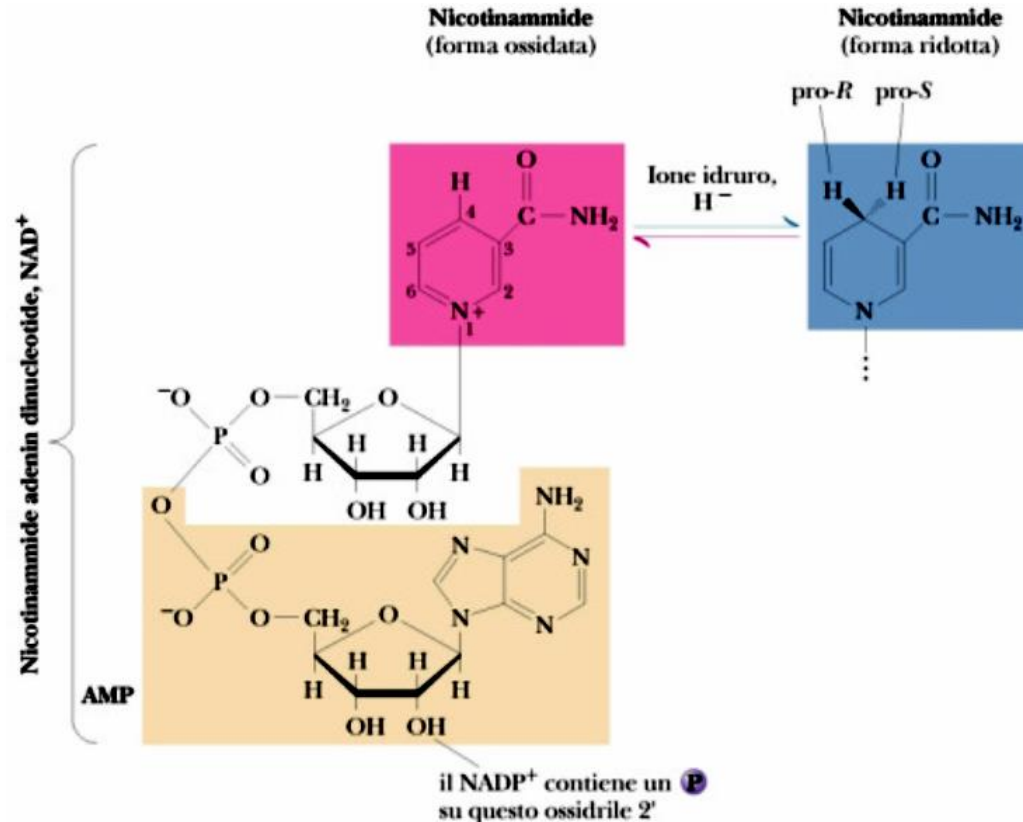 Nicotinammide
(forma ossidata)
Nicotinammide
(forma ridotta)
pro-R pro-S
Nicotinammide adenin dinucleotide, NAD⁺
H
O
C
NH₂
4
5
3
6
2
N⁺
1
Ione idruro,
H⁻
H H
O
C
NH₂
N
⁻O
O
CH₂
O
P
O
H H
H H
OH OH
O
NH₂
O
N
N
P
⁻O
O
CH₂
O
N
N
H H
H H
AMP
OH OH
il NADP⁺ contiene un P
su questo ossidrile 2'